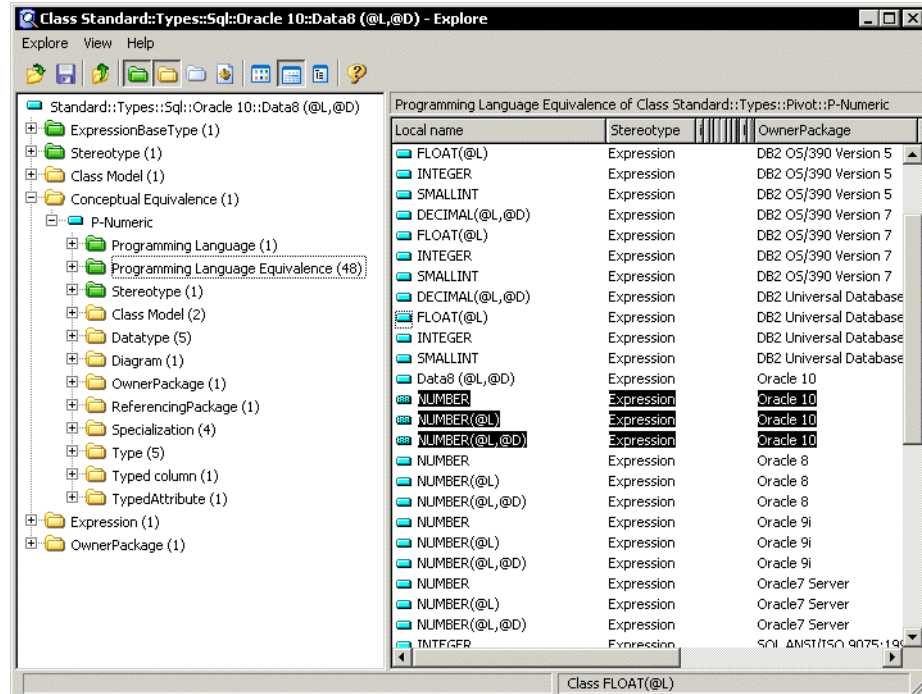 Class Standard::Types::Sql::Oracle 10::Data8 (@L,@D) - Explore
Explore View Help
Standard::Types::Sql::Oracle 10::Data8 (@L,@D)
ExpressionBaseType (1)
Stereotype (1)
Class Model (1)
Conceptual Equivalence (1)
P-Numeric
Programming Language (1)
Programming Language Equivalence (48)
Stereotype (1)
Class Model (2)
Datatype (5)
Diagram (1)
OwnerPackage (1)
ReferencingPackage (1)
Specialization (4)
Type (5)
Typed column (1)
TypedAttribute (1)
Expression (1)
OwnerPackage (1)
Programming Language Equivalence of Class Standard::Types::Pivot::P-Numeric
Local name Stereotype OwnerPackage
FLOAT(@L) Expression DB2 OS/390 Version 5
INTEGER Expression DB2 OS/390 Version 5
SMALLINT Expression DB2 OS/390 Version 5
DECIMAL(@L,@D) Expression DB2 OS/390 Version 7
FLOAT(@L) Expression DB2 OS/390 Version 7
INTEGER Expression DB2 OS/390 Version 7
SMALLINT Expression DB2 OS/390 Version 7
DECIMAL(@L,@D) Expression DB2 Universal Database
FLOAT(@L) Expression DB2 Universal Database
INTEGER Expression DB2 Universal Database
SMALLINT Expression DB2 Universal Database
Data8 (@L,@D) Expression Oracle 10
NUMBER Expression Oracle 10
NUMBER(@L) Expression Oracle 10
NUMBER(@L,@D) Expression Oracle 10
NUMBER Expression Oracle 8
NUMBER(@L) Expression Oracle 8
NUMBER(@L,@D) Expression Oracle 8
NUMBER Expression Oracle 9i
NUMBER(@L) Expression Oracle 9i
NUMBER(@L,@D) Expression Oracle 9i
NUMBER Expression Oracle7 Server
NUMBER(@L) Expression Oracle7 Server
NUMBER(@L,@D) Expression Oracle7 Server
INTEGER Expression SQL ANSI/ISO 9075:199
Class FLOAT(@L)